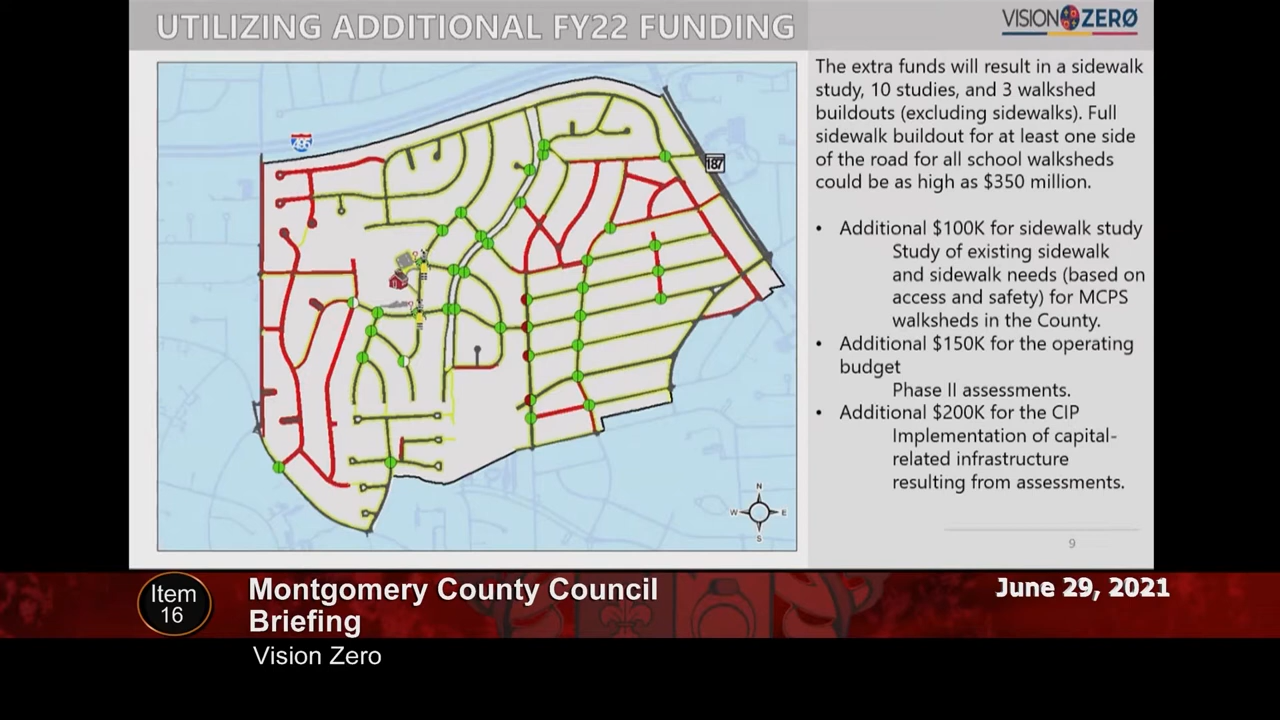 UTILIZING ADDITIONAL FY22 FUNDING
VISION ZERO
The extra funds will result in a sidewalk
study, 10 studies, and 3 walkshed
buildouts (excluding sidewalks). Full
sidewalk buildout for at least one side
of the road for all school walksheds
could be as high as $350 million.
• Additional $100K for sidewalk study
Study of existing sidewalk
and sidewalk needs (based on
access and safety) for MCPS
walksheds in the County.
• Additional $150K for the operating
budget
Phase II assessments.
• Additional $200K for the CIP
Implementation of capital-
related infrastructure
resulting from assessments.
495
187
N
W E
S
9
Item
16
Montgomery County Council
Briefing
Vision Zero
June 29, 2021